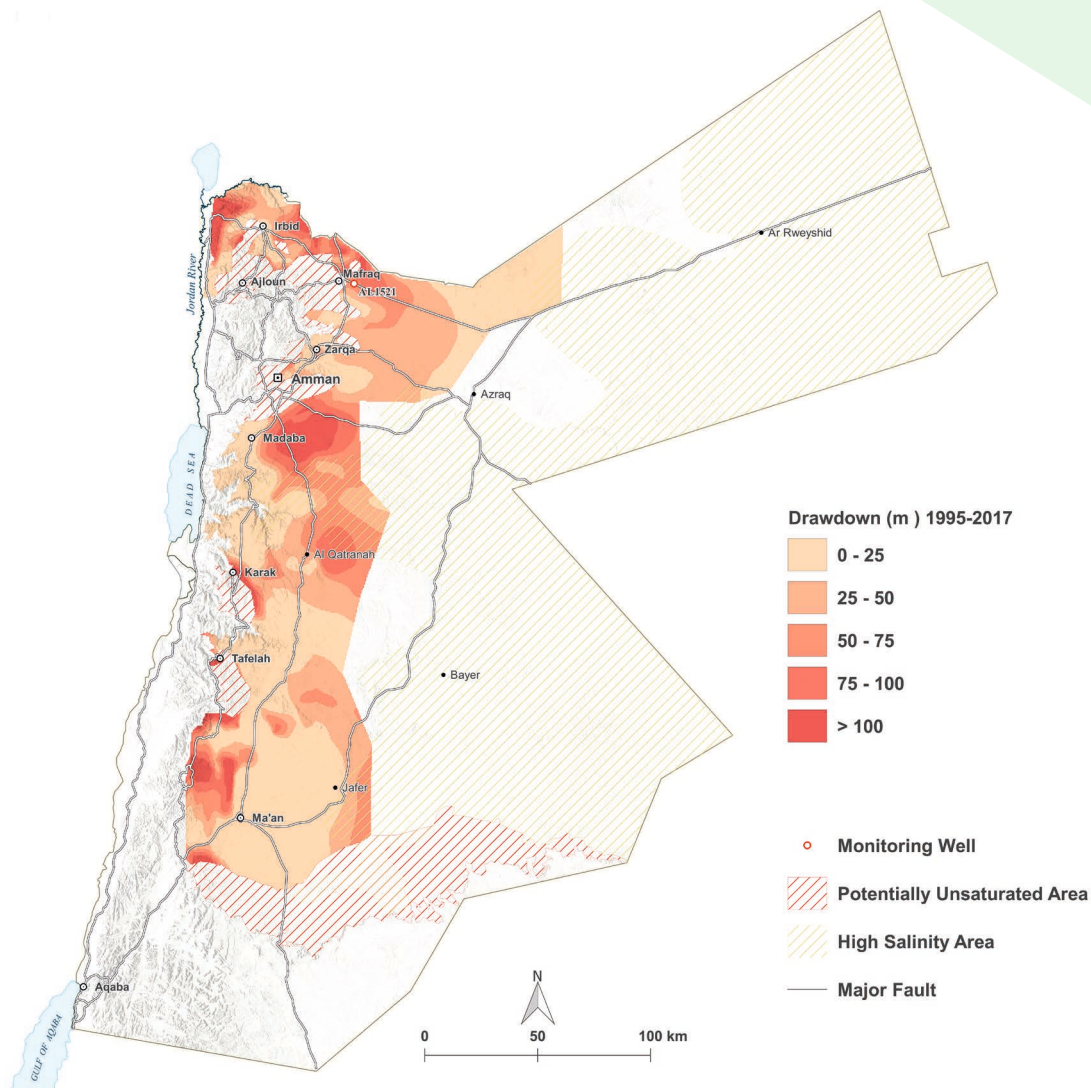 Irbid
Ar Rweyshid
Jordan River
Mafraq
Ajloun
AL1521
Zarqa
Amman
Azraq
Madaba
DEAD SEA
Drawdown (m ) 1995-2017
0 - 25
25 - 50
50 - 75
75 - 100
> 100
Al Qatranah
Karak
Tafelah
Bayer
Jafer
Ma'an
Monitoring Well
Potentially Unsaturated Area
High Salinity Area
Major Fault
Aqaba
GULF OF AQABA
N
0 50 100 km